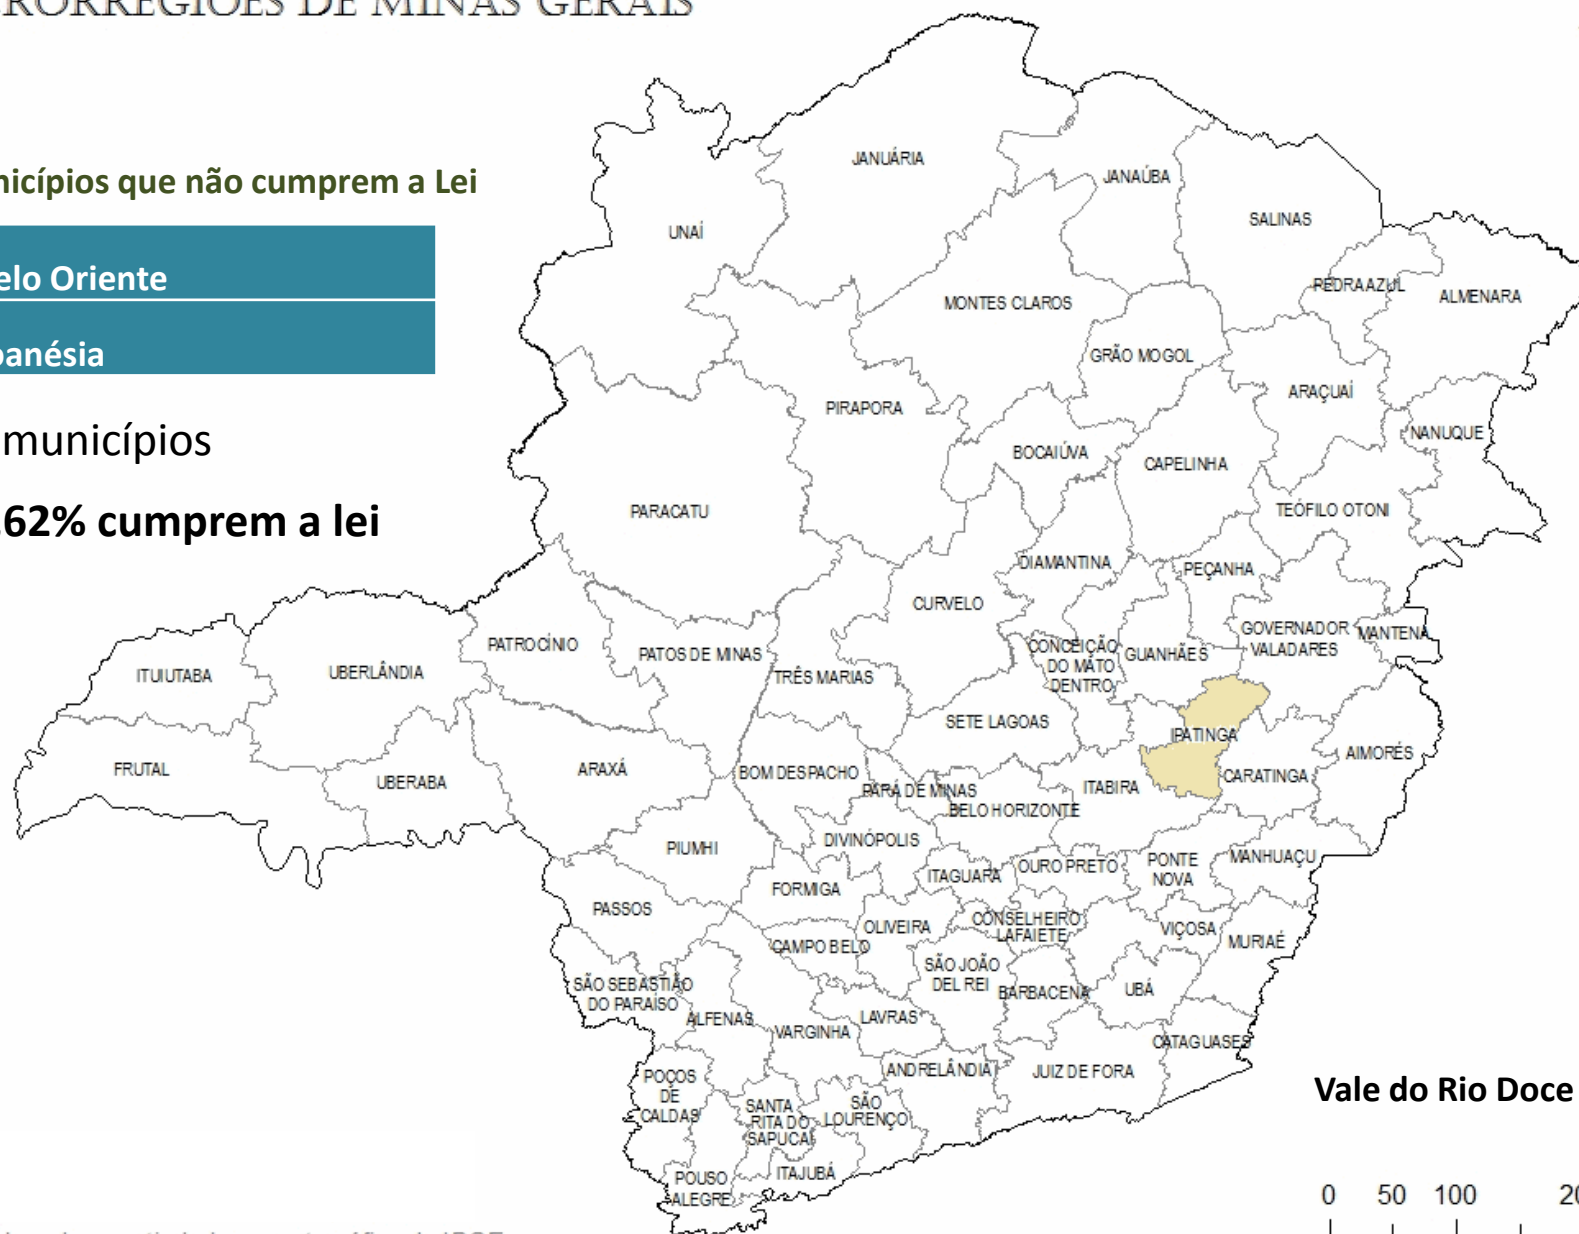 RORREGIÕES DE MINAS GERAIS
nicípios que não cumprem a Lei
elo Oriente
panésia
municípios
62% cumprem a lei
JANUÁRIA
JANAÚBA
SALINAS
UNAÍ
PEDRA AZUL
ALMENARA
MONTES CLAROS
GRÃO MOGOL
ARAÇUAÍ
PIRAPORA
NANUQUE
BOCAIÚVA
CAPELINHA
PARACATU
TEÓFILO OTONI
DIAMANTINA
PEÇANHA
CURVELO
GOVERNADOR
VALADARES
MANTENA
PATROCÍNIO
PATOS DE MINAS
CONCEIÇÃO
DO MATO
DENTRO
GUANHÃES
ITUIUTABA
UBERLÂNDIA
TRÊS MARIAS
SETE LAGOAS
IPATINGA
AIMORÉS
FRUTAL
UBERABA
ARAXÁ
BOM DESPACHO
CARATINGA
PARÁ DE MINAS
ITABIRA
BELO HORIZONTE
DIVINÓPOLIS
PIUMHI
MANHUAÇU
OURO PRETO
PONTE
NOVA
ITAGUARA
FORMIGA
PASSOS
CONSELHEIRO
LAFAIETE
OLIVEIRA
VIÇOSA
MURIAÉ
CAMPO BELO
SÃO JOÃO
DEL REI
BARBACENA
UBÁ
SÃO SEBASTIÃO
DO PARAÍSO
ALFENAS
LAVRAS
VARGINHA
CATAGUASES
ANDRELÂNDIA
JUIZ DE FORA
POÇOS
DE
CALDAS
SANTA
RITA DO
SAPUCAÍ
SÃO
LOURENÇO
Vale do Rio Doce
ITAJUBÁ
POUSO
ALEGRE
0 50 100